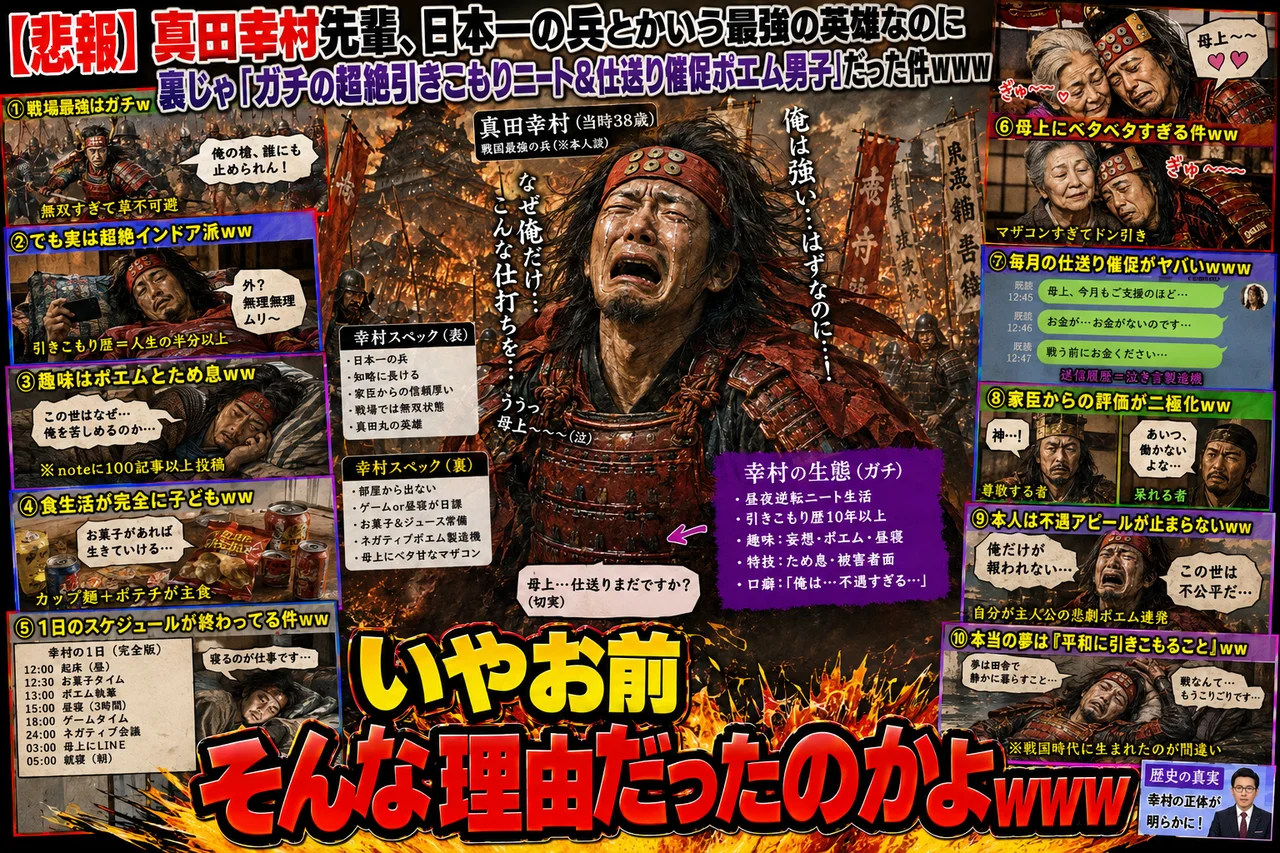 【悲報】真田幸村先輩、日本一の兵とかいう最強の英雄なのに
裏じゃ「ガチの超絶引きこもりニート&仕送り催促ポエム男子」だった件www
①戦場最強はガチw
俺の槍、誰にも
止められん!
無双すぎて草不可避
②でも実は超絶インドア派ww
外?
無理無理
ムリ〜
引きこもり歴=人生の半分以上
③趣味はポエムとため息ww
この世はなぜ…
俺を苦しめるのか…
※noteに100記事以上投稿
④食生活が完全に子どもww
お菓子があれば
生きていける…
カップ麺+ポテチが主食
⑤1日のスケジュールが終わってる件ww
幸村の1日(完全版)
12:00 起床(昼)
12:30 お菓子タイム
13:00 ポエム執筆
15:00 昼寝(3時間)
18:00 ゲームタイム
24:00 ネガティブ会議
03:00 母上にLINE
05:00 就寝(朝)
寝るのが仕事です…
真田幸村(当時38歳)
戦国最強の兵(※本人談)
俺は強い…はずなのに…!
なぜ俺だけ…
こんな仕打ちを…
ううっ
母上〜〜〜(泣)
幸村スペック(表)
・日本一の兵
・知略に長ける
・家臣からの信頼厚い
・戦場では無双状態
・真田丸の英雄
幸村スペック(裏)
・部屋から出ない
・ゲームor昼寝が日課
・お菓子&ジュース常備
・ネガティブポエム製造機
・母上にベタ甘なマザコン
幸村の生態(ガチ)
・昼夜逆転ニート生活
・引きこもり歴10年以上
・趣味:妄想・ポエム・昼寝
・特技:ため息・被害者面
・口癖:「俺は…不遇すぎる…」
母上…仕送りまだですか?
(切実)
母上〜〜
ぎゅ〜〜
⑥母上にベタベタすぎる件ww
ぎゅ〜〜〜
マザコンすぎてドン引き
⑦毎月の仕送り催促がヤバいwww
既読
12:45
母上、今月もご支援のほど…
既読
12:46
お金が…お金がないのです…
既読
12:47
戦う前にお金ください…
送信履歴=泣き言製造機
⑧家臣からの評価が二極化ww
神…!
尊敬する者
あいつ、
働かない
よな…
呆れる者
⑨本人は不遇アピールが止まらないww
俺だけが
報われない…
この世は
不公平だ…
自分が主人公の悲劇ポエム連発
⑩本当の夢は『平和に引きこもること』ww
夢は田舎で
静かに暮らすこと…
戦なんて…
もうこりごりです…
※戦国時代に生まれたのが間違い
いやお前
そんな理由だったのかよwww
歴史の真実
幸村の正体が
明らかに!